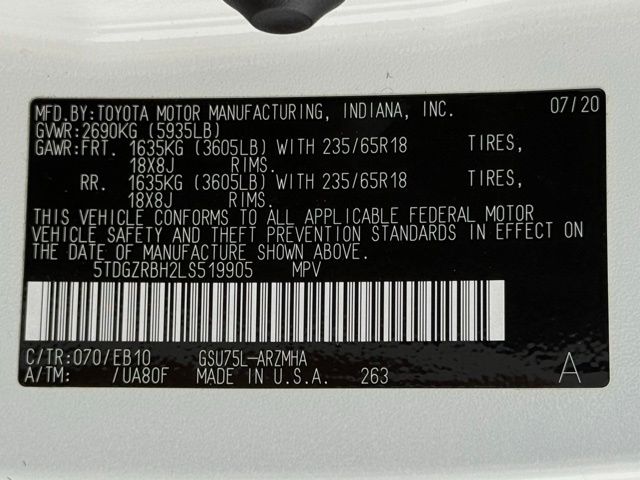 MFD.BY:TOYOTA MOTOR MANUFACTURING, INDIANA, INC. 07/20
GVWR:2690KG (5935LB)
GAWR:FRT. 1635KG (3605LB) WITH 235/65R18 TIRES,
18X8J RIMS.
RR. 1635KG (3605LB) WITH 235/65R18 TIRES,
18X8J RIMS.
THIS VEHICLE CONFORMS TO ALL APPLICABLE FEDERAL MOTOR
VEHICLE SAFETY AND THEFT PREVENTION STANDARDS IN EFFECT
ON THE DATE OF MANUFACTURE SHOWN ABOVE.
5TDGZRBH2LS519905 MPV
C/TR:070/EB10 GSU75L-ARZMHA
A/TM: /UA80F MADE IN U.S.A. 263 A